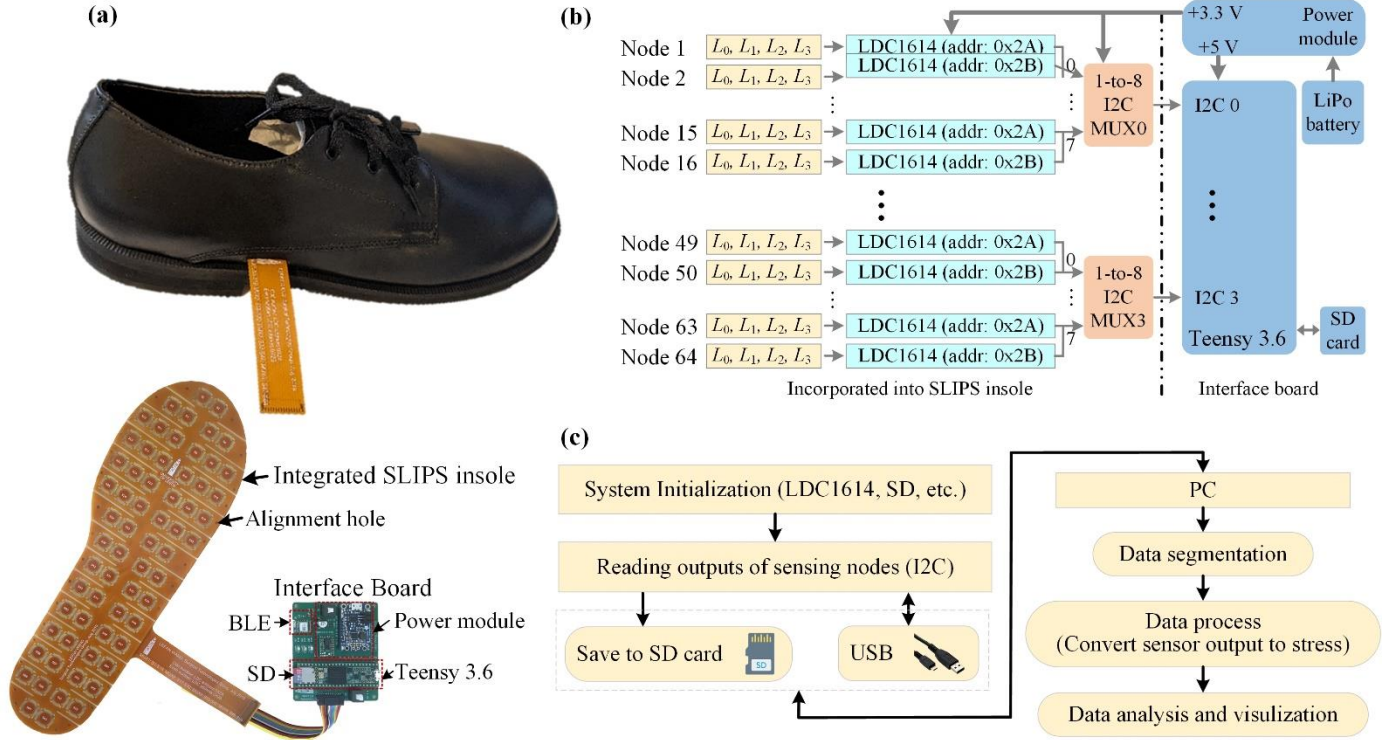 (a)
Integrated SLIPS insole
Alignment hole
Interface Board
BLE
Power module
SD
Teensy 3.6
(b)
Node 1
L0, L1, L2, L3
LDC1614 (addr: 0x2A)
Node 2
L0, L1, L2, L3
LDC1614 (addr: 0x2B)
0
Node 15
L0, L1, L2, L3
LDC1614 (addr: 0x2A)
Node 16
L0, L1, L2, L3
LDC1614 (addr: 0x2B)
7
1-to-8
I2C
MUX0
Node 49
L0, L1, L2, L3
LDC1614 (addr: 0x2A)
Node 50
L0, L1, L2, L3
LDC1614 (addr: 0x2B)
0
Node 63
L0, L1, L2, L3
LDC1614 (addr: 0x2A)
Node 64
L0, L1, L2, L3
LDC1614 (addr: 0x2B)
7
1-to-8
I2C
MUX3
+3.3 V
+5 V
Power
module
LiPo
battery
I2C 0
I2C 3
Teensy 3.6
SD
card
Incorporated into SLIPS insole
Interface board
(c)
System Initialization (LDC1614, SD, etc.)
Reading outputs of sensing nodes (I2C)
Save to SD card
SD
USB
PC
Data segmentation
Data process
(Convert sensor output to stress)
Data analysis and visulization